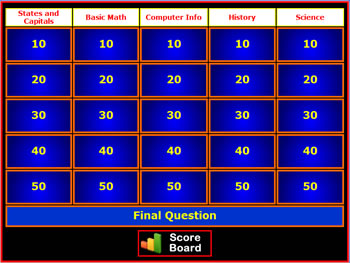 States and
Capitals
Basic Math
Computer Info
History
Science
10 10 10 10 10
20 20 20 20 20
30 30 30 30 30
40 40 40 40 40
50 50 50 50 50
Final Question
Score
Board